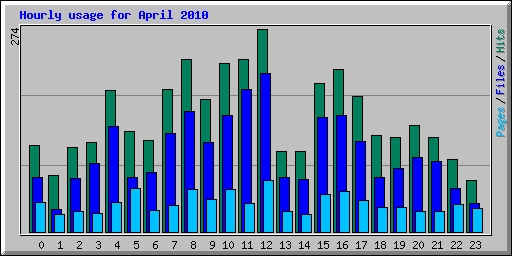 Hourly usage for April 2010
274
Pages/Files/Hits
0 1 2 3 4 5 6 7 8 9 10 11 12 13 14 15 16 17 18 19 20 21 22 23